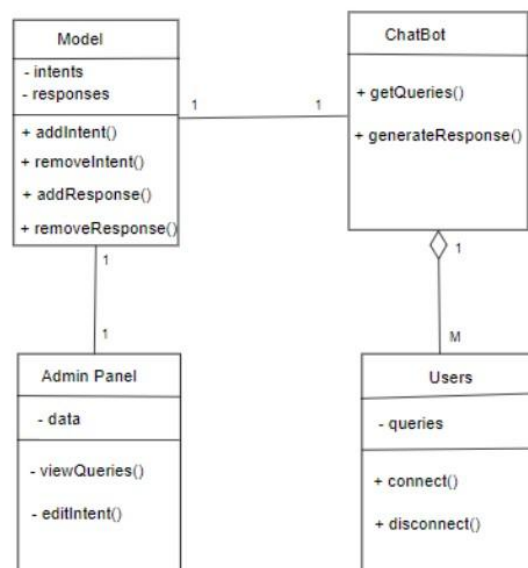 Model
- intents
- responses
+ addIntent()
+ removeIntent()
+ addResponse()
+ removeResponse()
1
1
ChatBot
+ getQueries()
+ generateResponse()
1
1
1
M
Admin Panel
- data
- viewQueries()
- editIntent()
Users
- queries
+ connect()
+ disconnect()